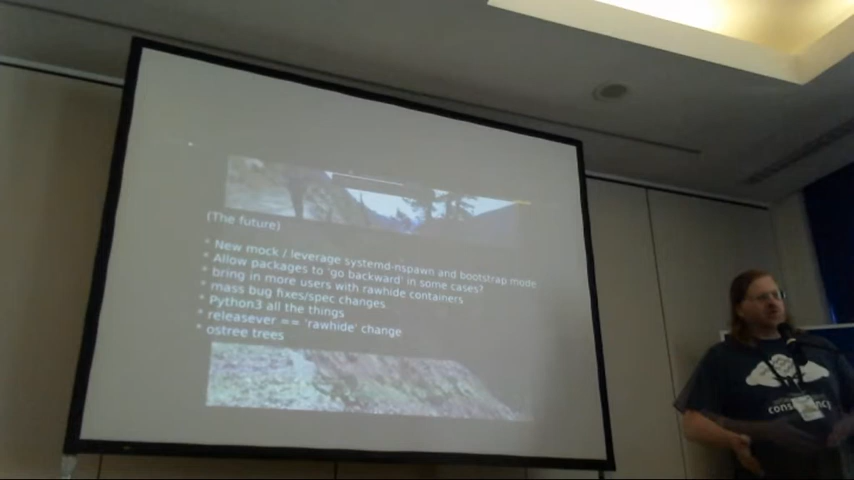 (The future)
* New mock / leverage systemd-nspawn and bootstrap mode
* Allow packages to 'go backward' in some cases?
* bring in more users with rawhide containers
* mass bug fixes/spec changes
* Python3 all the things
* releasever == 'rawhide' change
* ostree trees